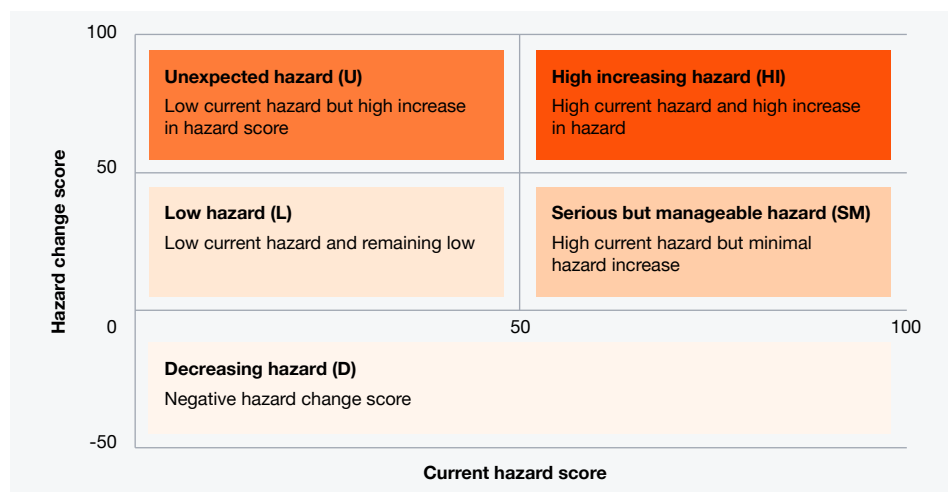 100
Unexpected hazard (U)
Low current hazard but high increase
in hazard score
High increasing hazard (HI)
High current hazard and high increase
in hazard
50
Low hazard (L)
Low current hazard and remaining low
Serious but manageable hazard (SM)
High current hazard but minimal
hazard increase
Hazard change score
0
50
100
Decreasing hazard (D)
Negative hazard change score
-50
Current hazard score